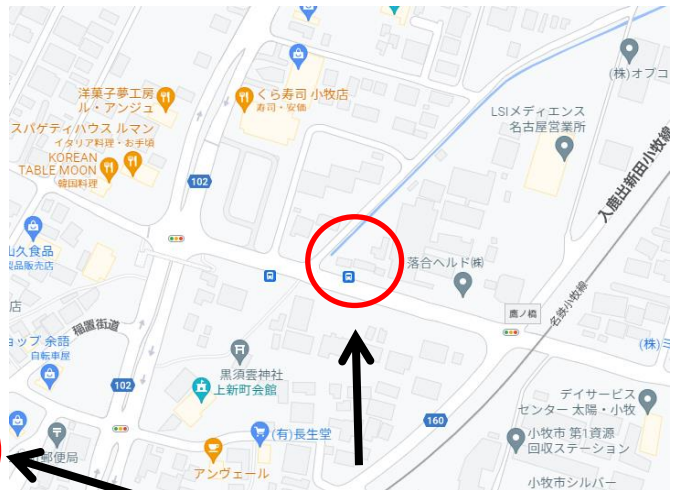 (株)オプコ
洋菓子夢工房
ル・アンジュ
くら寿司 小牧店
寿司・安価
LSIメディエンス
名古屋営業所
スパゲティハウス ルマン
イタリア料理・お手頃
KOREAN
TABLE MOON
韓国料理
102
入鹿出新田小牧線
山久食品
製品販売店
落合ヘルド㈱
店
鷹ノ橋
名鉄小牧線
稲置街道
(株)ミ
ョップ 余語
自転車屋
黒須雲神社
上新町会館
102
デイサービス
センター 太陽・小牧
160
(有)長生堂
小牧市 第1資源
回収ステーション
郵便局
アンヴェール
小牧市シルバー